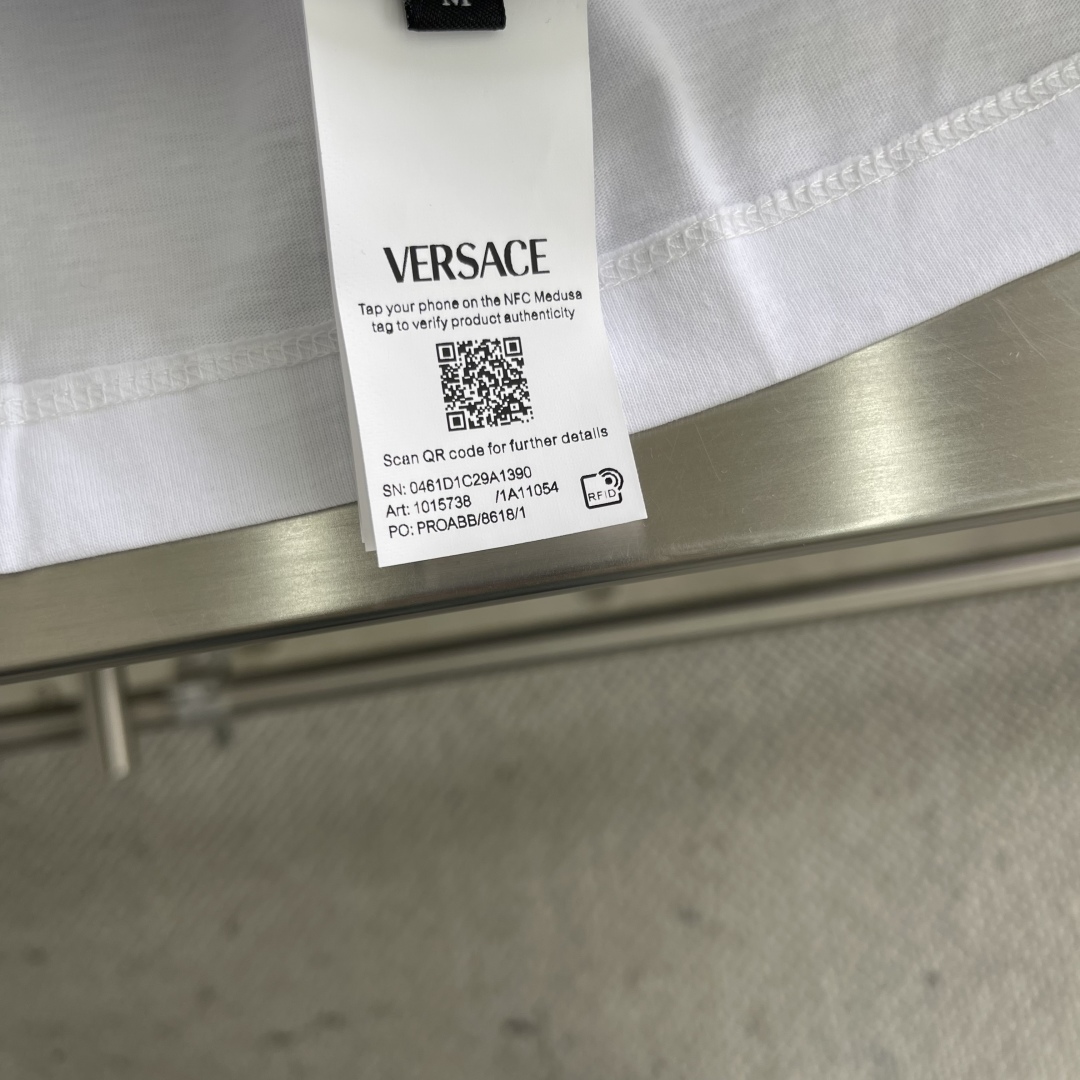 M
VERSACE
Tap your phone on the NFC Medusa
tag to verify product authenticity
Scan QR code for further details
SN: 0461D1C29A1390
Art: 1015738 /1A11054
PO: PROABB/8618/1
RFID